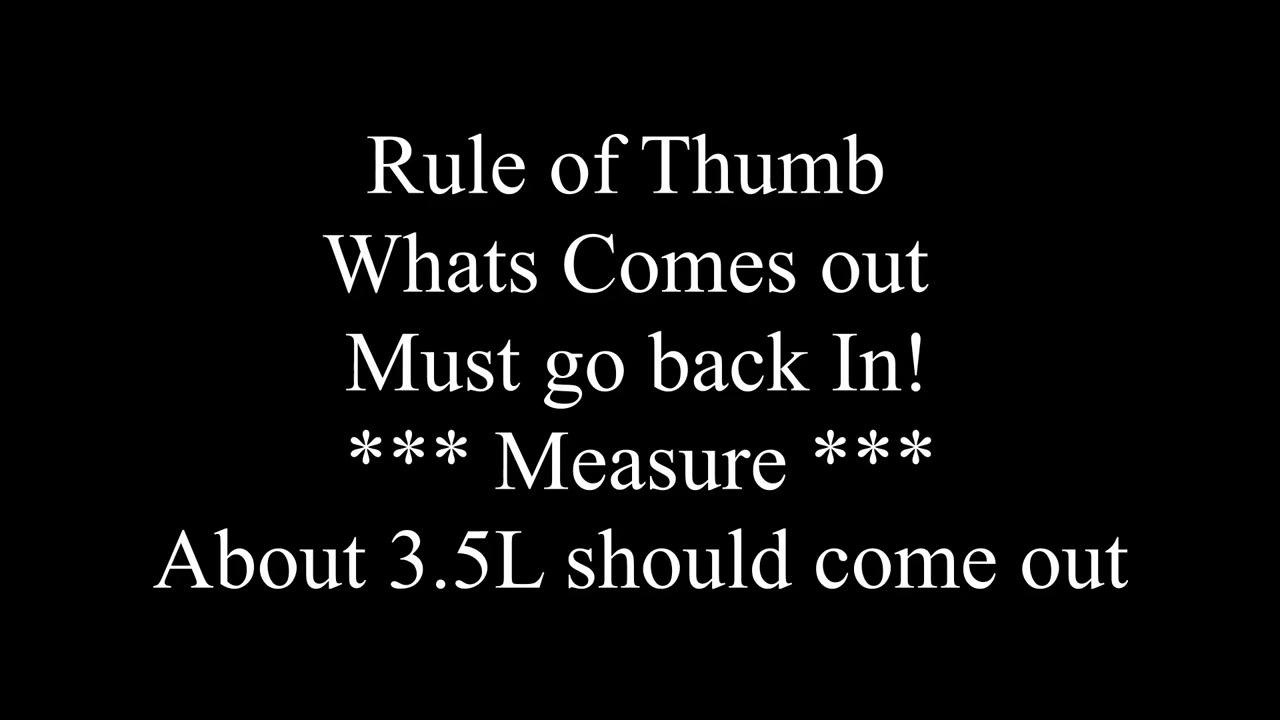 Rule of Thumb
Whats Comes out
Must go back In!
*** Measure ***
About 3.5L should come out